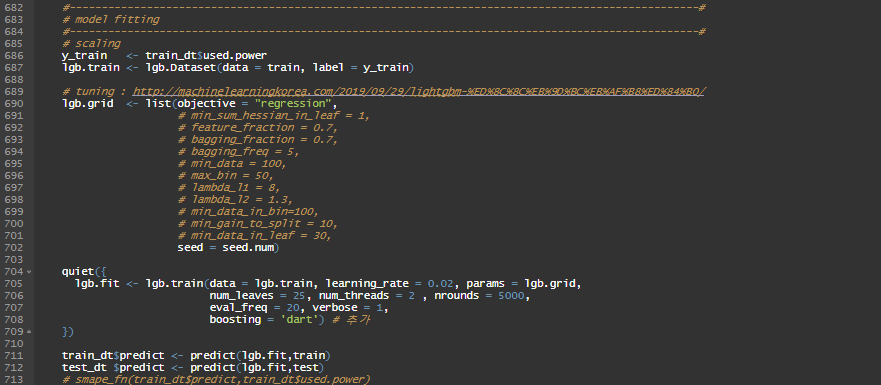 682 #-----------------------------------------------------------------------------------------#
683 # model fitting
684 #-----------------------------------------------------------------------------------------#
685 # scaling
686 y_train <- train_dt$used.power
687 lgb.train <- lgb.Dataset(data = train, label = y_train)
688
689 # tuning : http://machinelearningkorea.com/2019/09/29/lightgbm-%ED%8C%8C%EB%9D%BC%EB%AF%B8%ED%84%B0/
690 lgb.grid <- list(objective = "regression",
691 # min_sum_hessian_in_leaf = 1,
692 # feature_fraction = 0.7,
693 # bagging_fraction = 0.7,
694 # bagging_freq = 5,
695 # min_data = 100,
696 # max_bin = 50,
697 # lambda_l1 = 8,
698 # lambda_l2 = 1.3,
699 # min_data_in_bin=100,
700 # min_gain_to_split = 10,
701 # min_data_in_leaf = 30,
702 seed = seed.num)
703
704 quiet({
705 lgb.fit <- lgb.train(data = lgb.train, learning_rate = 0.02, params = lgb.grid,
706 num_leaves = 25, num_threads = 2 , nrounds = 5000,
707 eval_freq = 20, verbose = 1,
708 boosting = 'dart') # 추가
709 })
710
711 train_dt$predict <- predict(lgb.fit,train)
712 test_dt $predict <- predict(lgb.fit,test)
713 # smape_fn(train_dt$predict,train_dt$used.power)